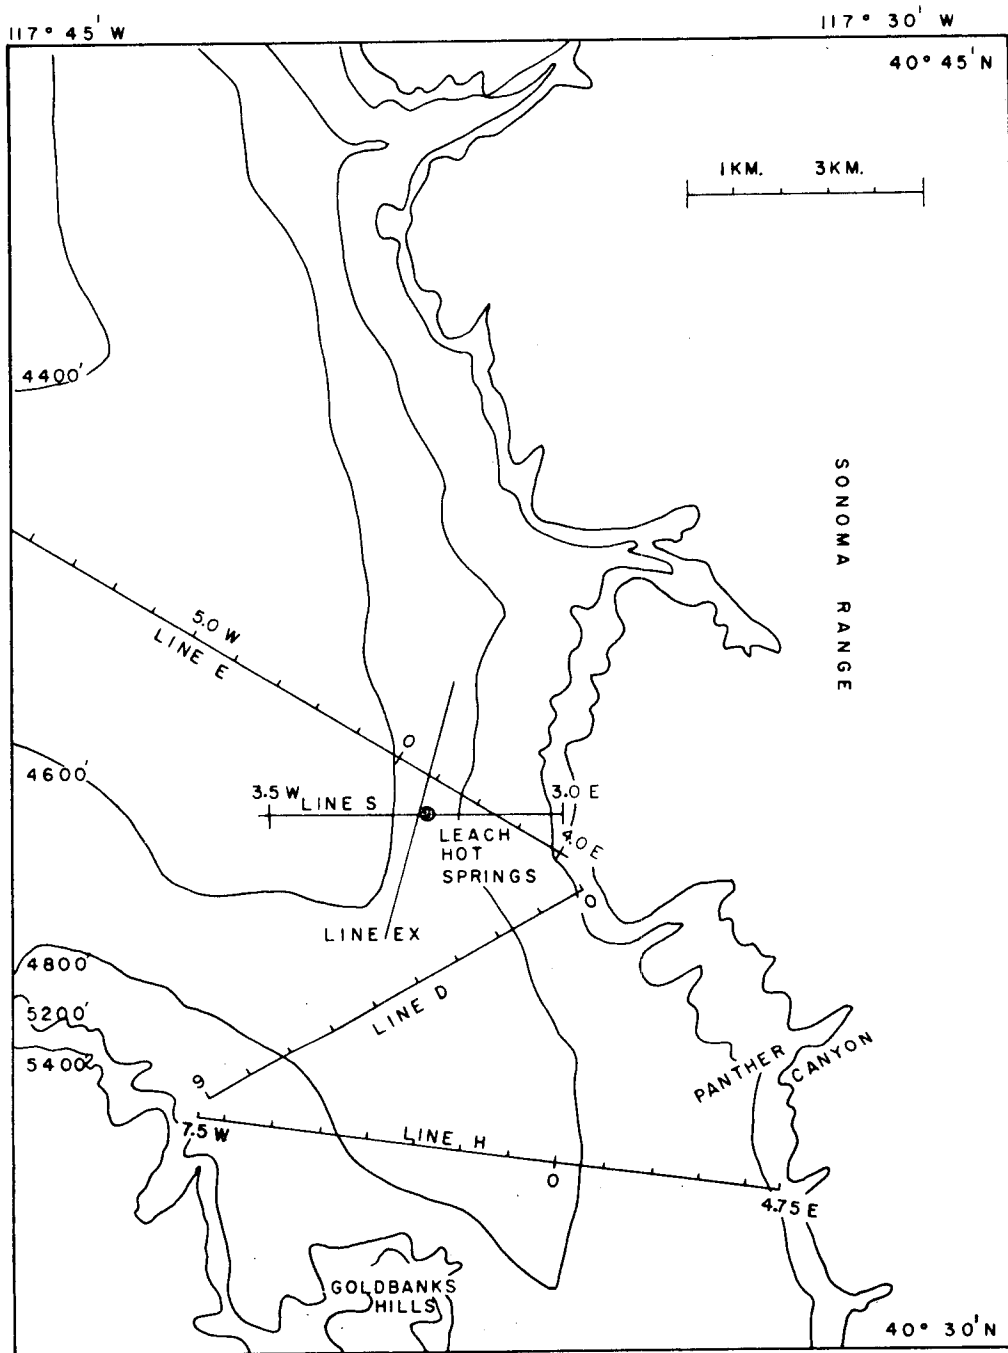 117° 45' W
117° 30' W
40° 45' N
1KM. 3KM.
4400'
SONOMA RANGE
5.0 W
LINE E
0
4600'
3.5 W
LINE S
3.0 E
4.0 E
LEACH
HOT
SPRINGS
0
LINE EX
4800'
LINE D
5200'
5400'
PANTHER CANYON
9
7.5 W
LINE H
0
4.75 E
GOLDBANKS
HILLS
40° 30' N